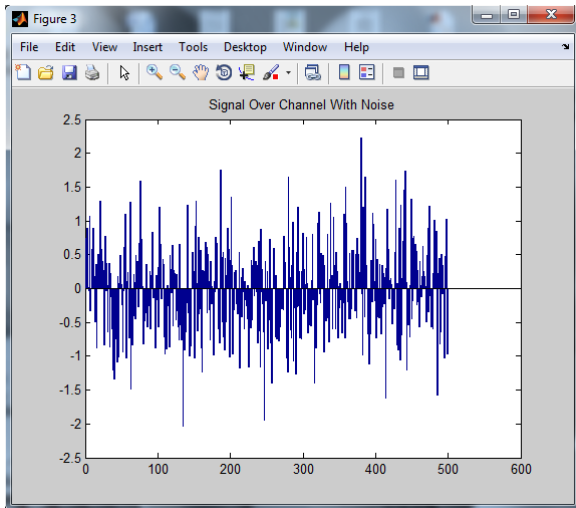 Figure 3
File Edit View Insert Tools Desktop Window Help
Signal Over Channel With Noise
2.5
2
1.5
1
0.5
0
-0.5
-1
-1.5
-2
-2.5
0 100 200 300 400 500 600